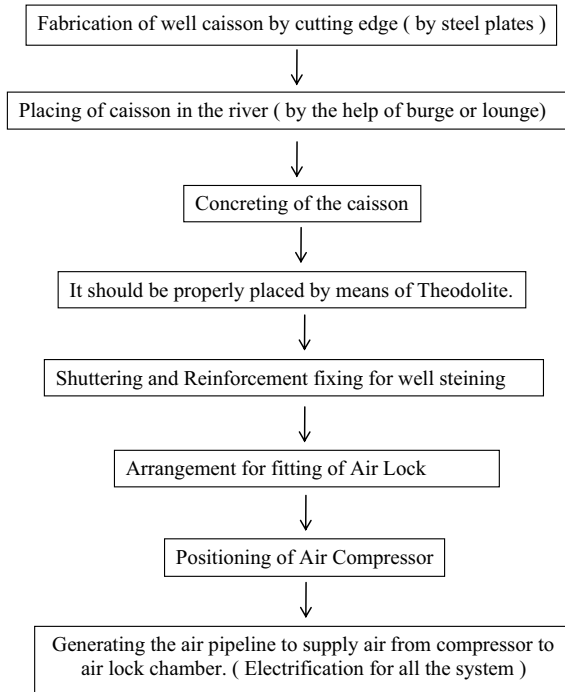 Fabrication of well caisson by cutting edge ( by steel plates )
Placing of caisson in the river ( by the help of burge or lounge)
Concreting of the caisson
It should be properly placed by means of Theodolite.
Shuttering and Reinforcement fixing for well steining
Arrangement for fitting of Air Lock
Positioning of Air Compressor
Generating the air pipeline to supply air from compressor to
air lock chamber. ( Electrification for all the system )